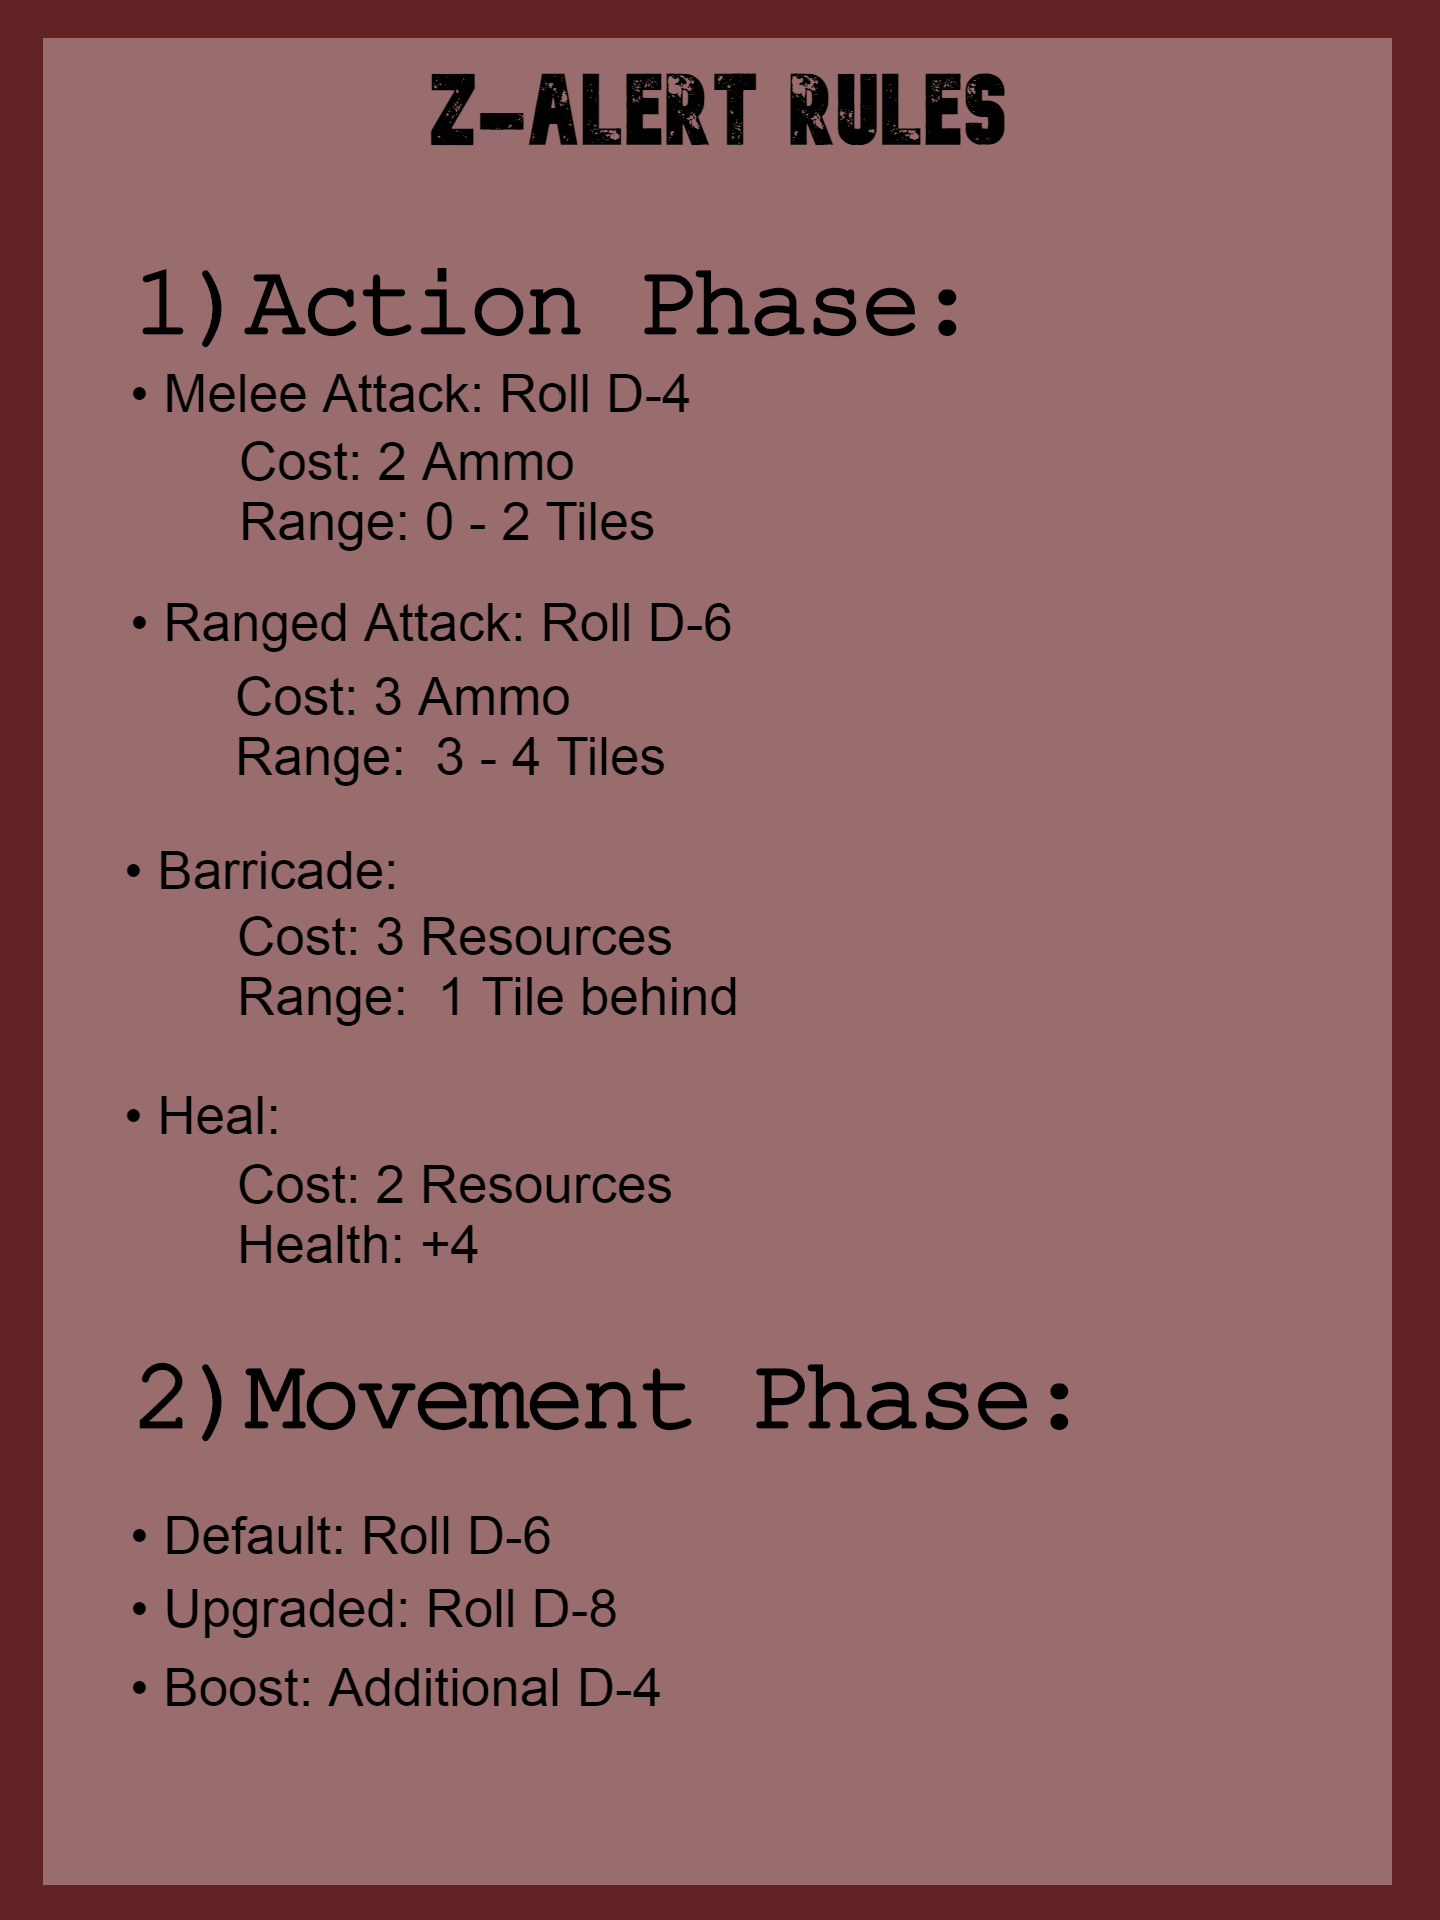 Z-ALERT RULES
1)Action Phase:
• Melee Attack: Roll D-4
Cost: 2 Ammo
Range: 0 - 2 Tiles
• Ranged Attack: Roll D-6
Cost: 3 Ammo
Range:  3 - 4 Tiles
• Barricade:
Cost: 3 Resources
Range:  1 Tile behind
• Heal:
Cost: 2 Resources
Health: +4
2)Movement Phase:
• Default: Roll D-6
• Upgraded: Roll D-8
• Boost: Additional D-4